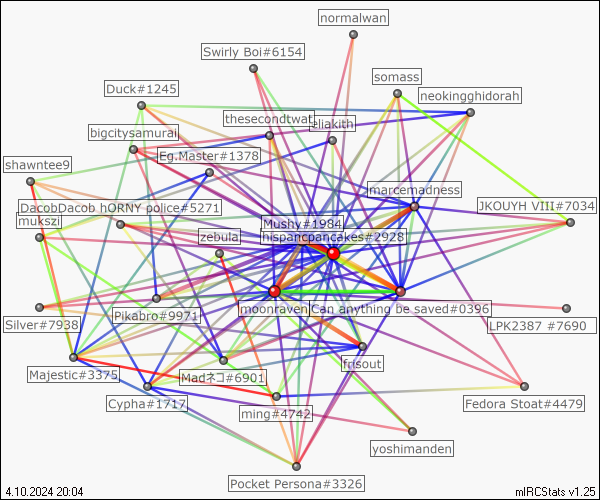 normalwan
Swirly Boi#6154
somass
Duck#1245
neokingghidorah
thesecondtwat
eliakith
bigcitysamurai
Eg.Master#1378
shawntee9
marcemadness
DacobDacob hORNY police#5271
JKOUYH VIII#7034
mukszi
Mushy#1984
zebula
hispanicpancakes#2928
moonraven
Can anything be saved#0396
Pikabro#9971
Silver#7938
LPK2387 #7690
frisout
Majestic#3375
Madネコ#6901
Cypha#1717
ming#4742
Fedora Stoat#4479
yoshimanden
Pocket Persona#3326
4.10.2024 20:04
mIRCStats v1.25